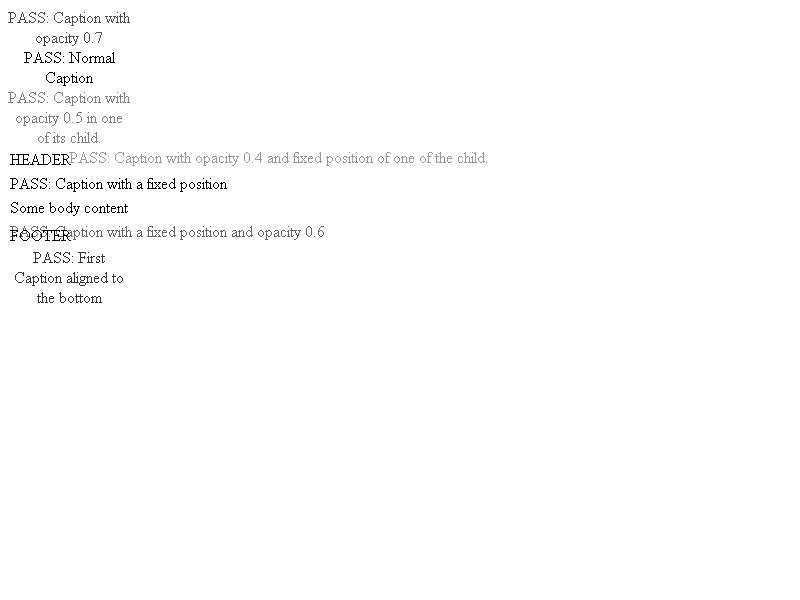 PASS: Caption with
opacity 0.7
PASS: Normal
Caption
PASS: Caption with
opacity 0.5 in one
of its child.
HEADER
PASS: Caption with opacity 0.4 and fixed position of one of the child.
PASS: Caption with a fixed position
Some body content
PASS: Caption with a fixed position and opacity 0.6
FOOTER
PASS: First
Caption aligned to
the bottom